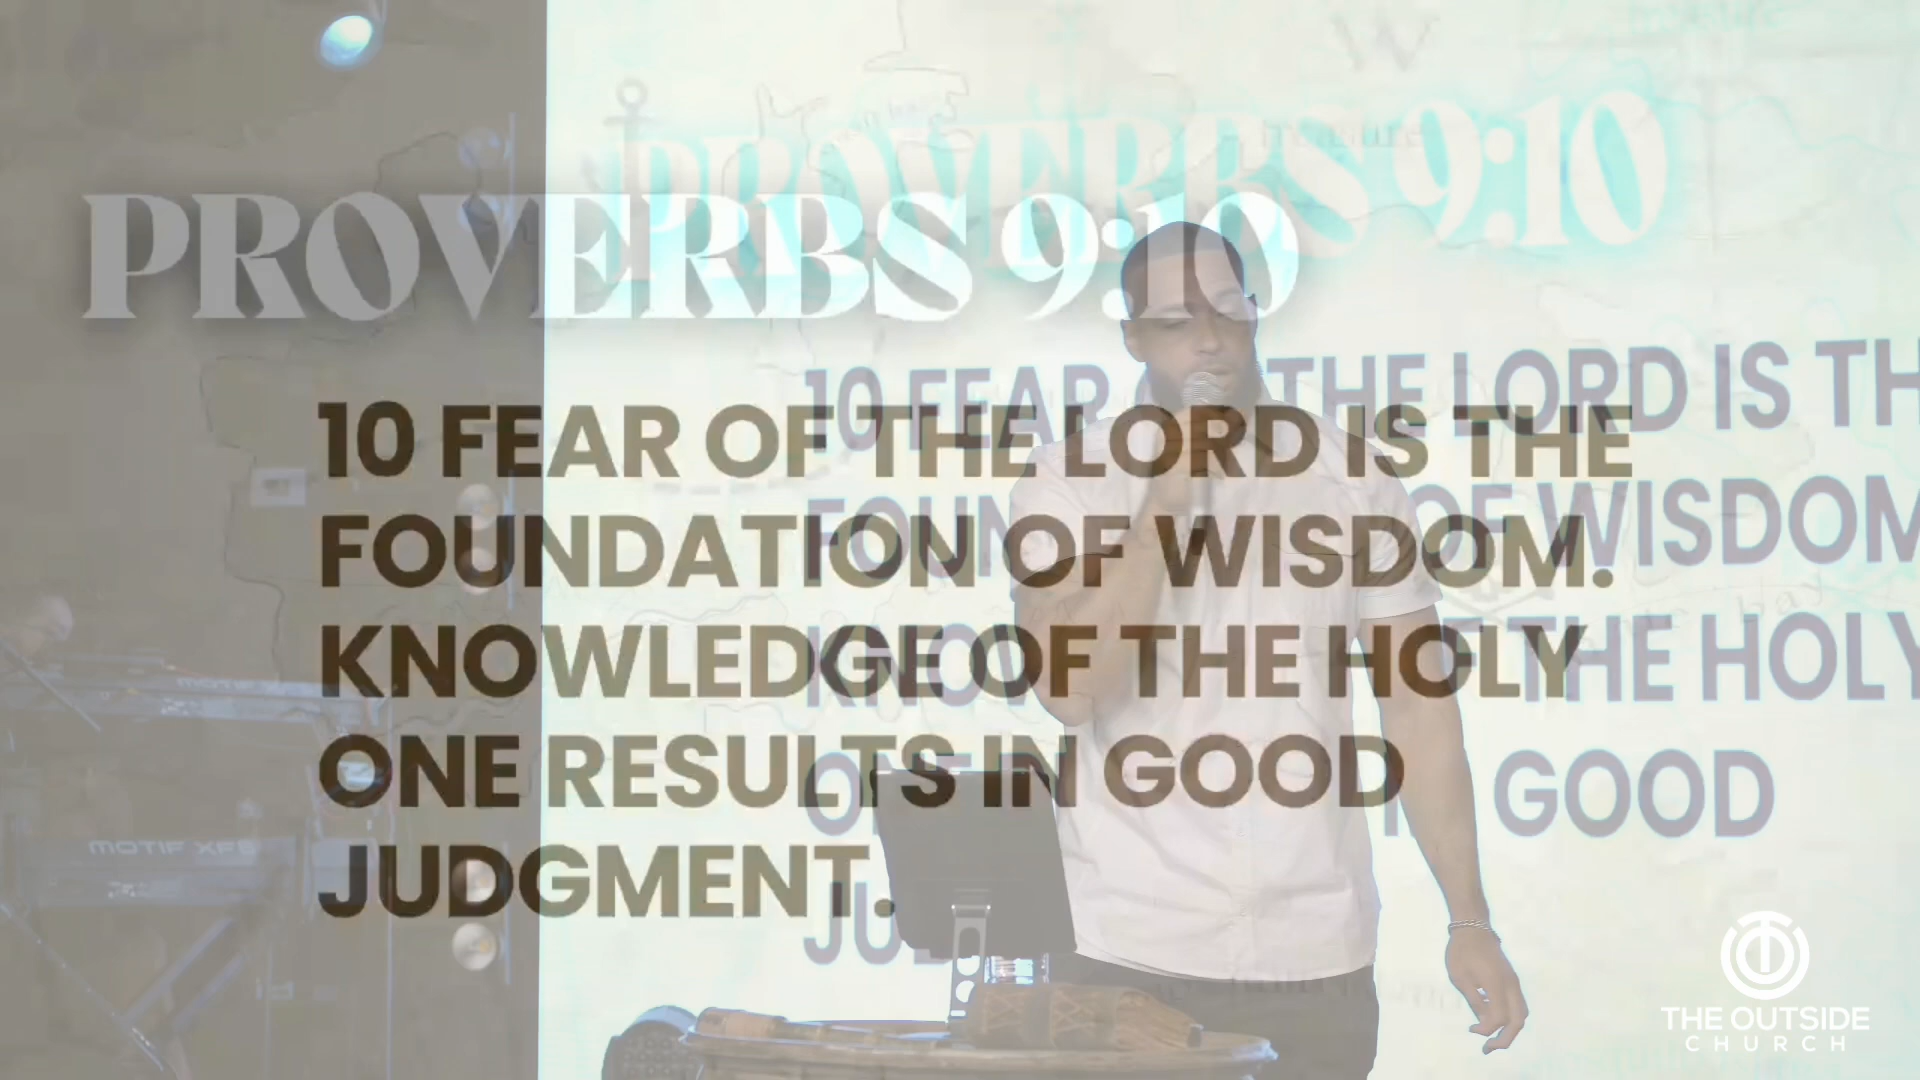 PROVERBS 9:10
10 FEAR OF THE LORD IS THE
FOUNDATION OF WISDOM.
KNOWLEDGE OF THE HOLY
ONE RESULTS IN GOOD
JUDGMENT.
PROVERBS 9:10
10 FEAR THE LORD IS TH
OF WISDOM
THE HOLY
GOOD
W
treasure
MOTIF XF8
THE OUTSIDE
CHURCH